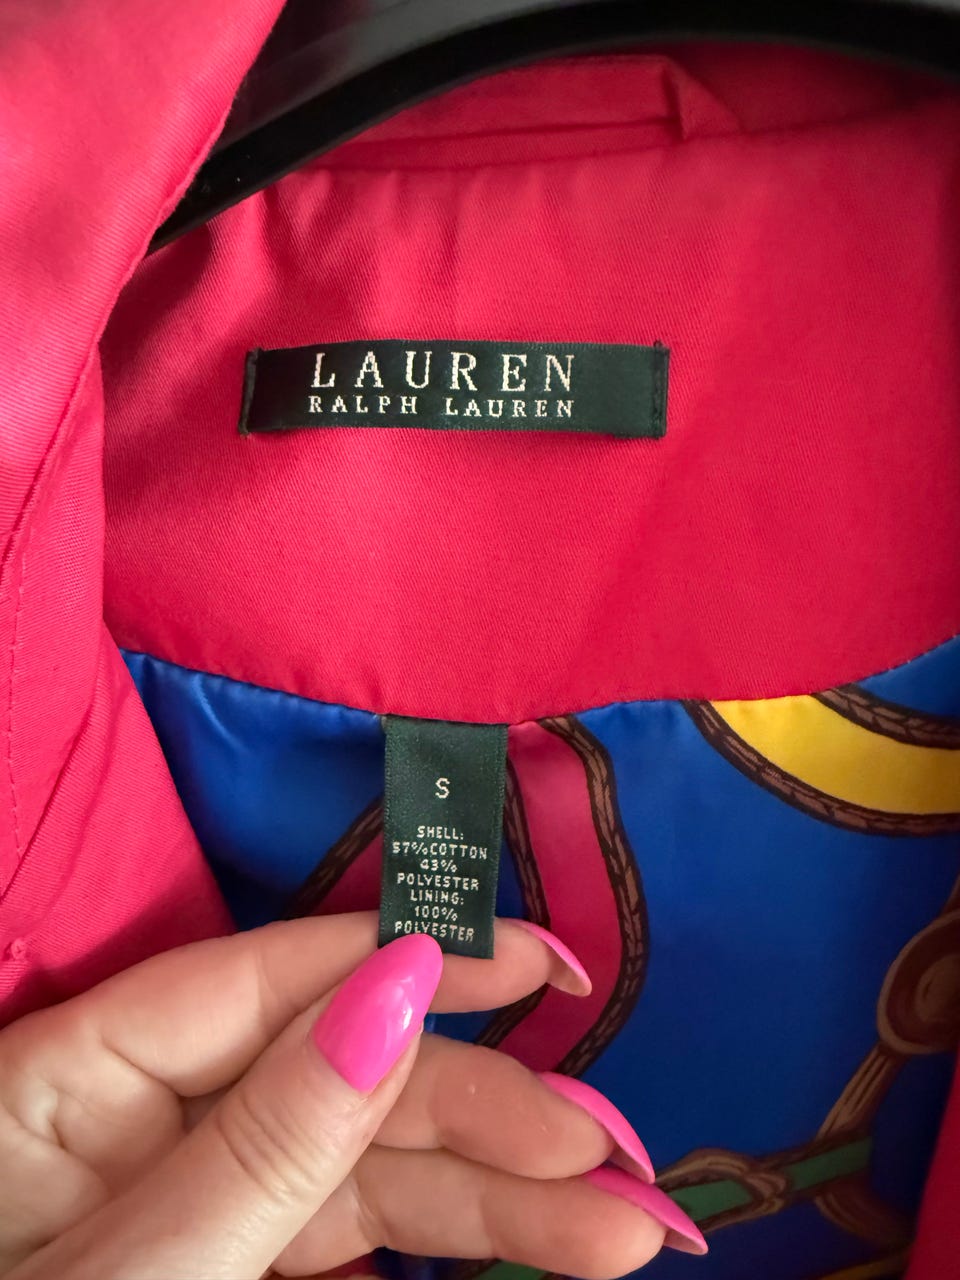 LAUREN
RALPH LAUREN
S
SHELL:
57%COTTON
43%
POLYESTER
LINING:
100%
POLYESTER